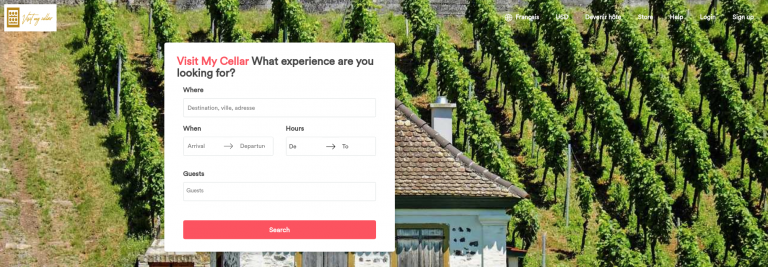 Visit my cellar
Français USD Devenir hôte Store Help Login Sign up
Visit My Cellar What experience are you
looking for?
Where
Destination, ville, adresse
When Hours
Arrival → Departun De → To
Guests
Guests
Search